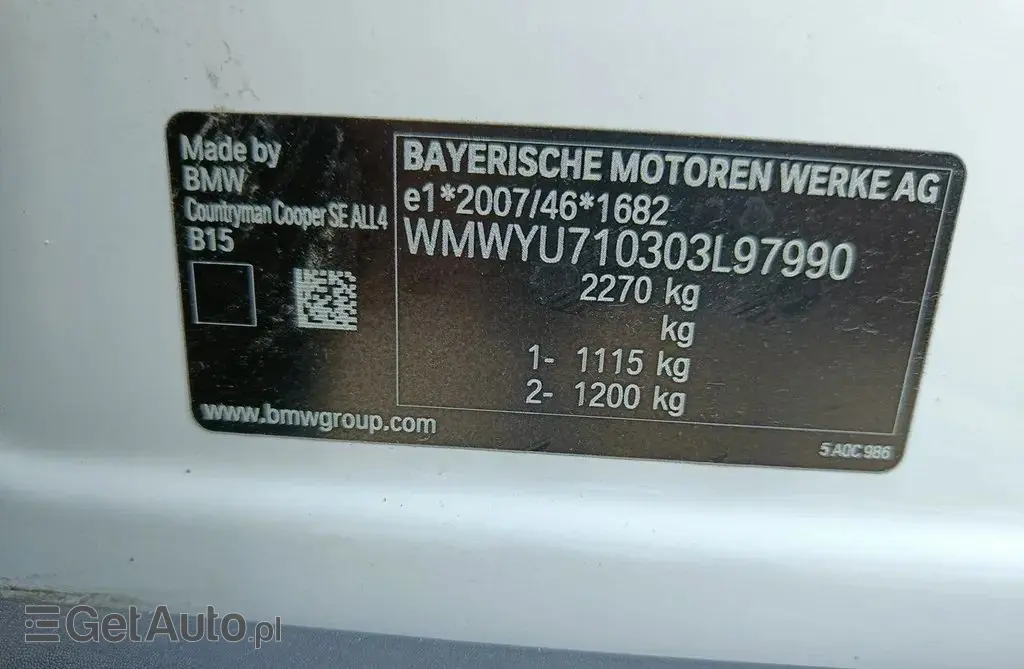 Made by
BMW
Countryman Cooper SE ALL4
B15
www.bmwgroup.com
BAYERISCHE MOTOREN WERKE AG
e1*2007/46*1682
WMWYU710303L97990
2270 kg
kg
1- 1115 kg
2- 1200 kg
5 A0C 986
GetAuto.pl